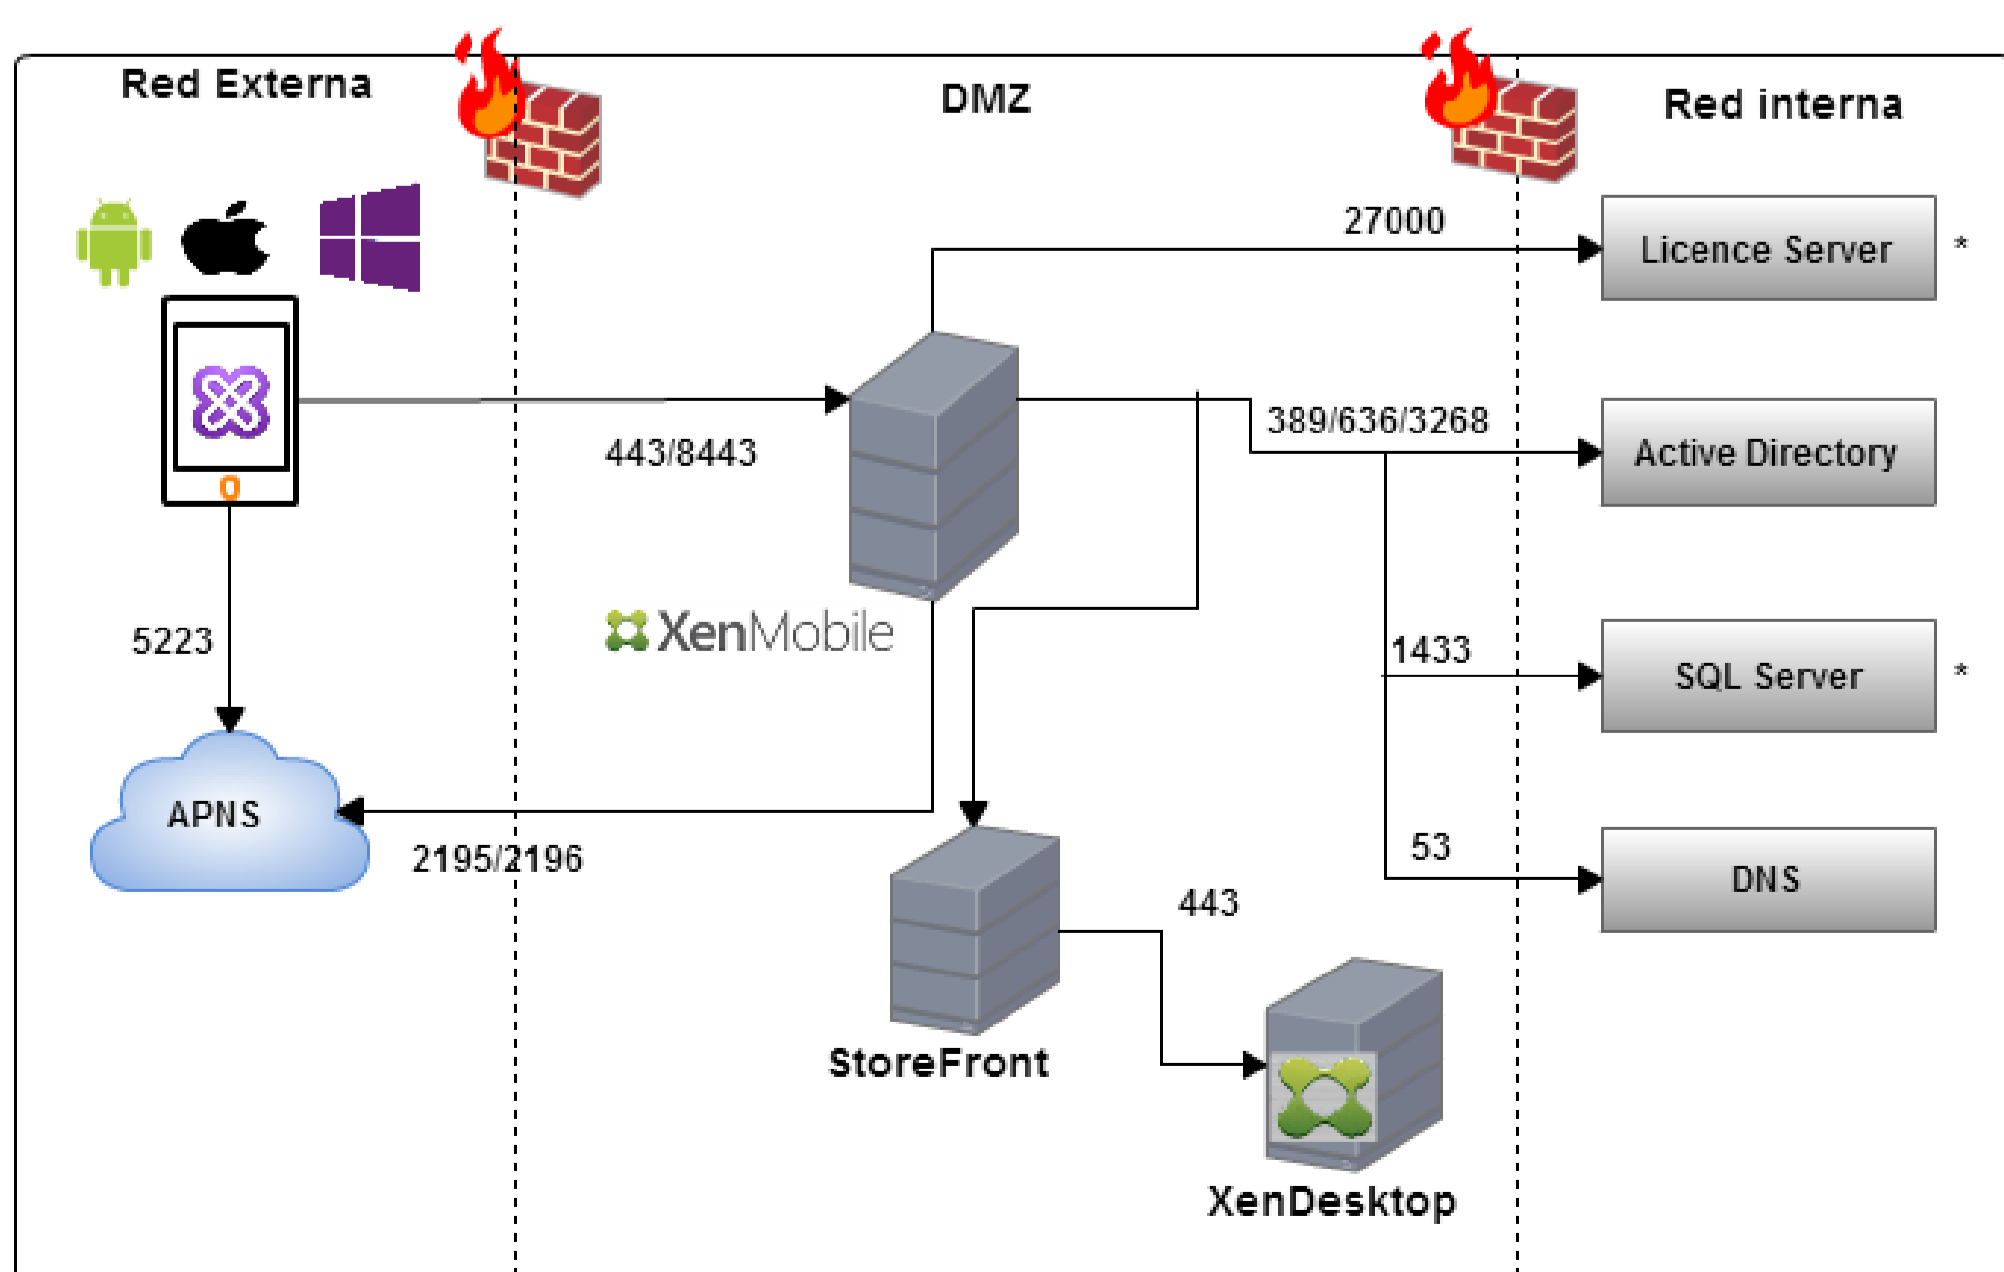 Red Externa
DMZ
Red interna
27000
Licence Server *
389/636/3268
Active Directory
443/8443
XenMobile
5223
1433
SQL Server *
APNS
2195/2196
53
DNS
443
StoreFront
XenDesktop